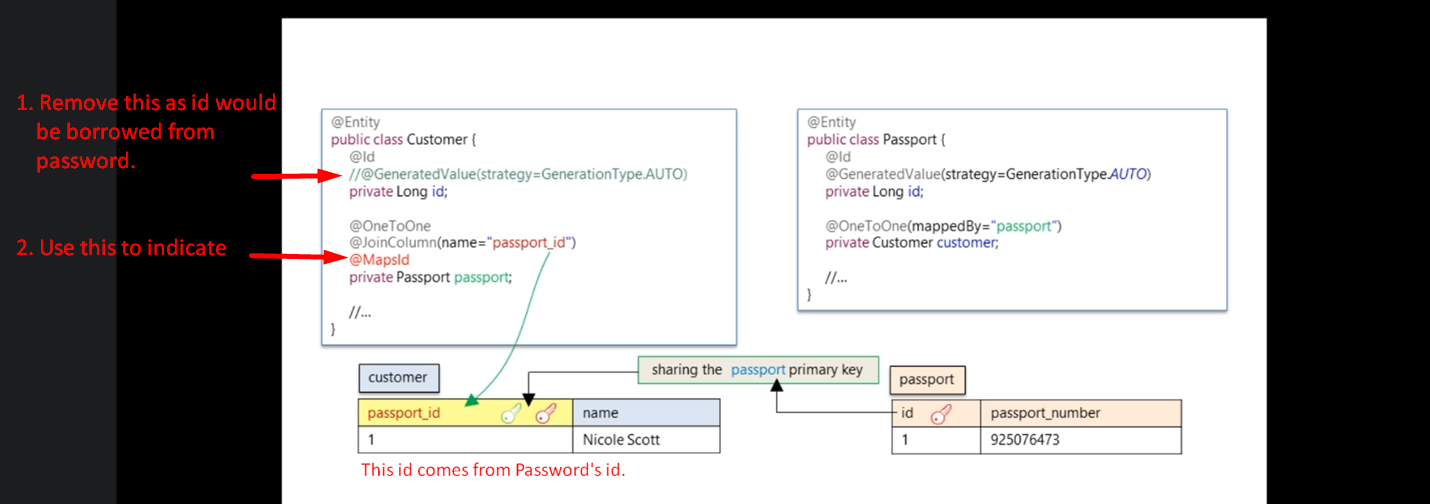 1. Remove this as id would
be borrowed from
password.
2. Use this to indicate
@Entity
public class Customer {
@Id
//@GeneratedValue(strategy=GenerationType.AUTO)
private Long id;
@OneToOne
@JoinColumn(name="passport_id")
@MapsId
private Passport passport;
//...
}
@Entity
public class Passport {
@Id
@GeneratedValue(strategy=GenerationType.AUTO)
private Long id;
@OneToOne(mappedBy="passport")
private Customer customer;
//...
}
sharing the passport primary key
customer
passport_id name
1 Nicole Scott
This id comes from Password's id.
passport
id passport_number
1 925076473